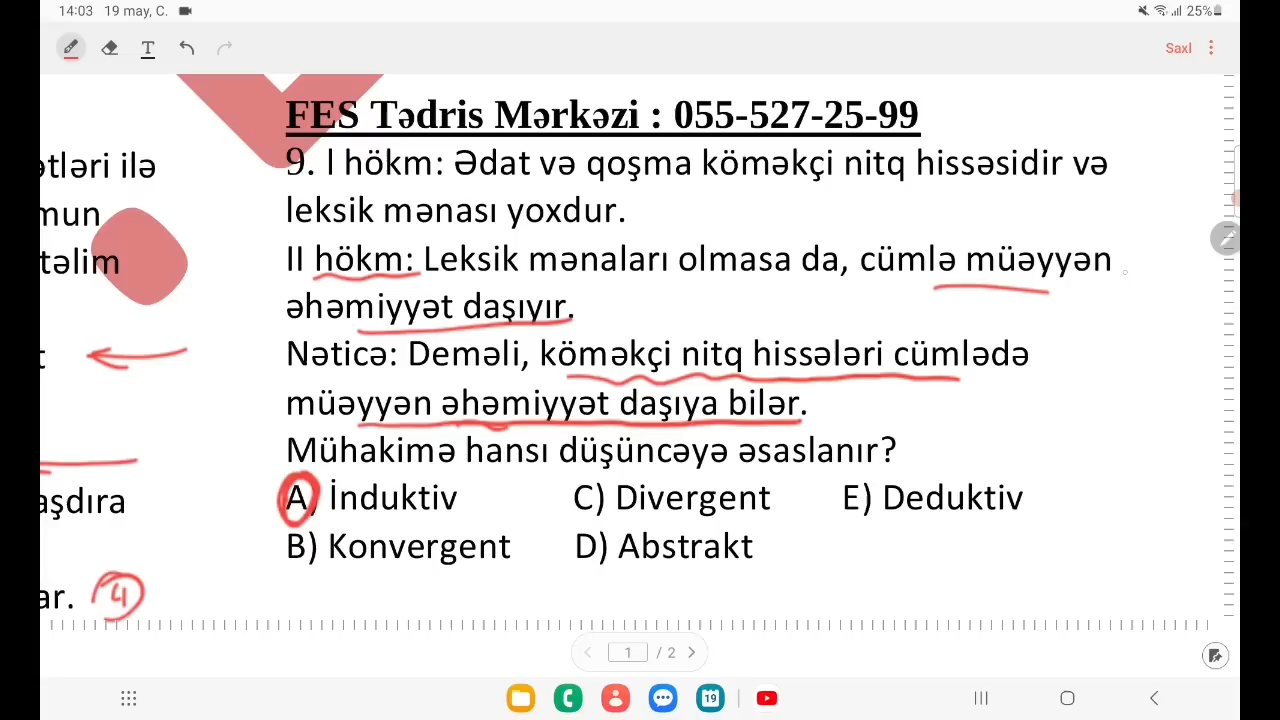 14:03 19 may, C. 25%
T Saxl
FES Tədris Mərkəzi : 055-527-25-99
ətləri ilə
9. I hökm: Ədat və qoşma köməkçi nitq hissəsidir və
mun
leksik mənası yoxdur.
təlim
II hökm: Leksik mənaları olmasa da, cümlə müəyyən
əhəmiyyət daşıyır.
t
Nəticə: Deməli, köməkçi nitq hissələri cümlədə
müəyyən əhəmiyyət daşıya bilər.
Mühakimə hansı düşüncəyə əsaslanır?
aşdıra
A) İnduktiv C) Divergent E) Deduktiv
B) Konvergent D) Abstrakt
ar. 4
1 / 2
19